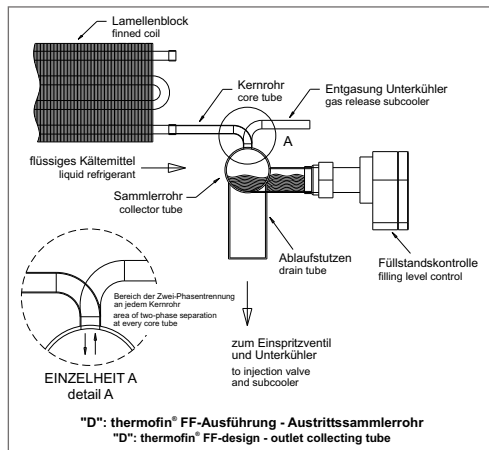 Lamellenblock
finned coil
Kernrohr
core tube
Entgasung Unterkühler
gas release subcooler
A
flüssiges Kältemittel
liquid refrigerant
Sammlerrohr
collector tube
Ablaufstutzen
drain tube
Füllstandskontrolle
filling level control
Bereich der Zwei-Phasentrennung
an jedem Kernrohr
area of two-phase separation
at every core tube
zum Einspritzventil
und Unterkühler
to injection valve
and subcooler
EINZELHEIT A
detail A
"D": thermofin® FF-Ausführung - Austrittssammlerrohr
"D": thermofin® FF-design - outlet collecting tube